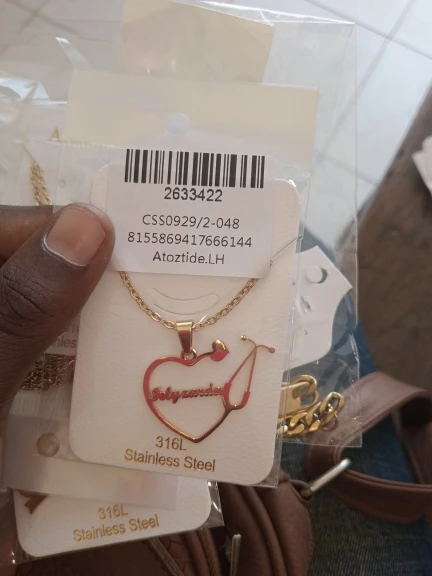 2633422
CSS0929/2-048
8155869417666144
Atoztide.LH
316L
Stainless Steel
316L
Stainless Steel